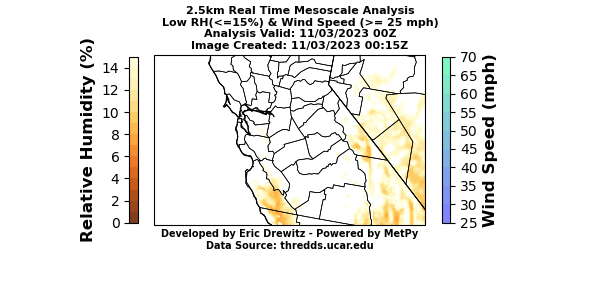 2.5km Real Time Mesoscale Analysis
Low RH(<=15%) & Wind Speed (>= 25 mph)
Analysis Valid: 11/03/2023 00Z
Image Created: 11/03/2023 00:15Z
Relative Humidity (%)
14
12
10
8
6
4
2
0
70
65
60
55
50
45
40
35
30
25
Wind Speed (mph)
Developed by Eric Drewitz - Powered by MetPy
Data Source: thredds.ucar.edu